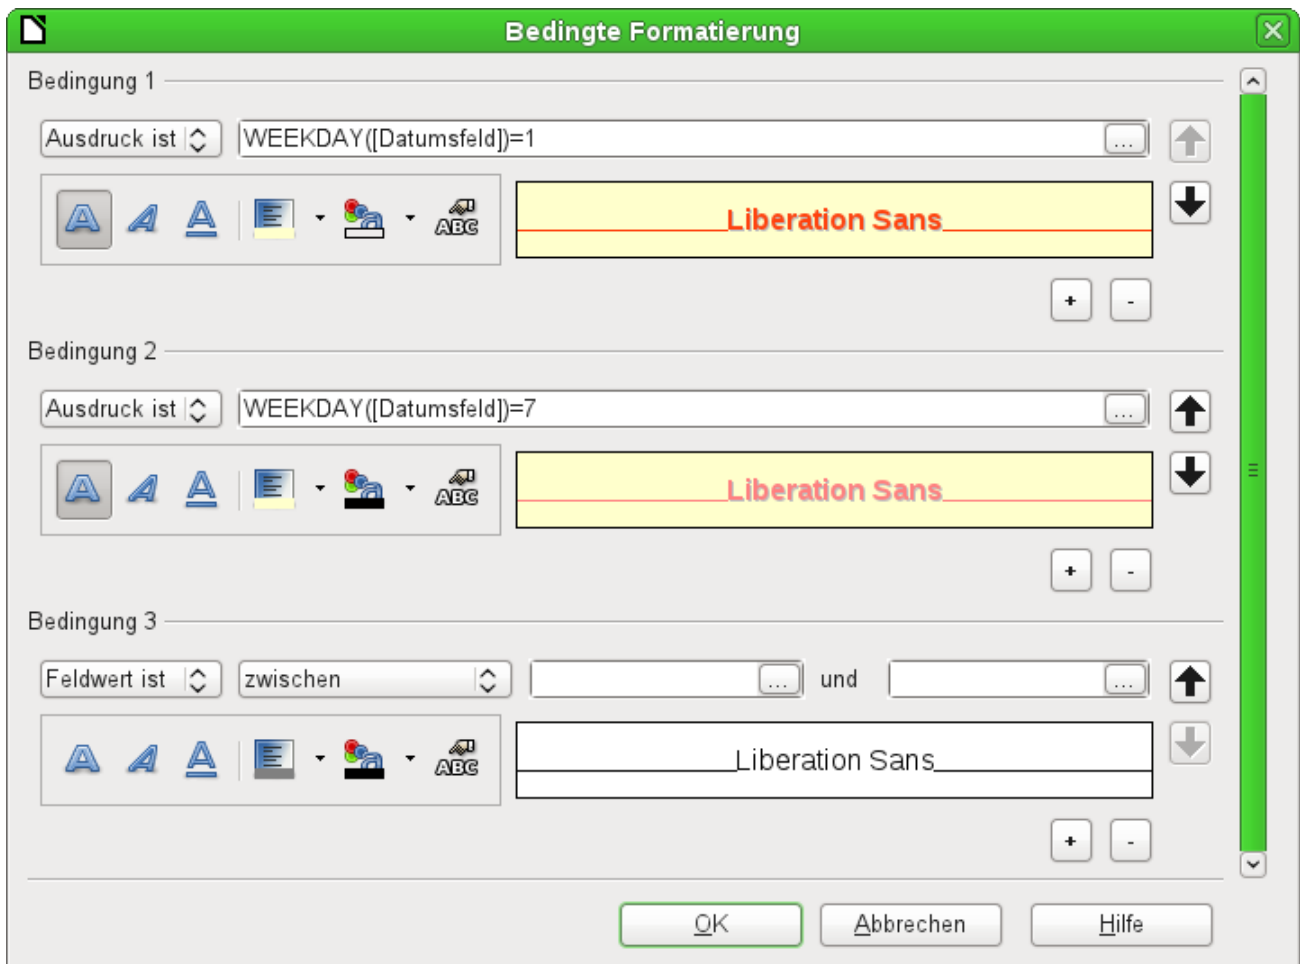 Bedingte Formatierung
Bedingung 1
Ausdruck ist WEEKDAY([Datumsfeld])=1 ...
ABC Liberation Sans
+ -
Bedingung 2
Ausdruck ist WEEKDAY([Datumsfeld])=7 ...
ABC Liberation Sans
+ -
Bedingung 3
Feldwert ist zwischen ... und ...
ABC Liberation Sans
+ -
OK Abbrechen Hilfe